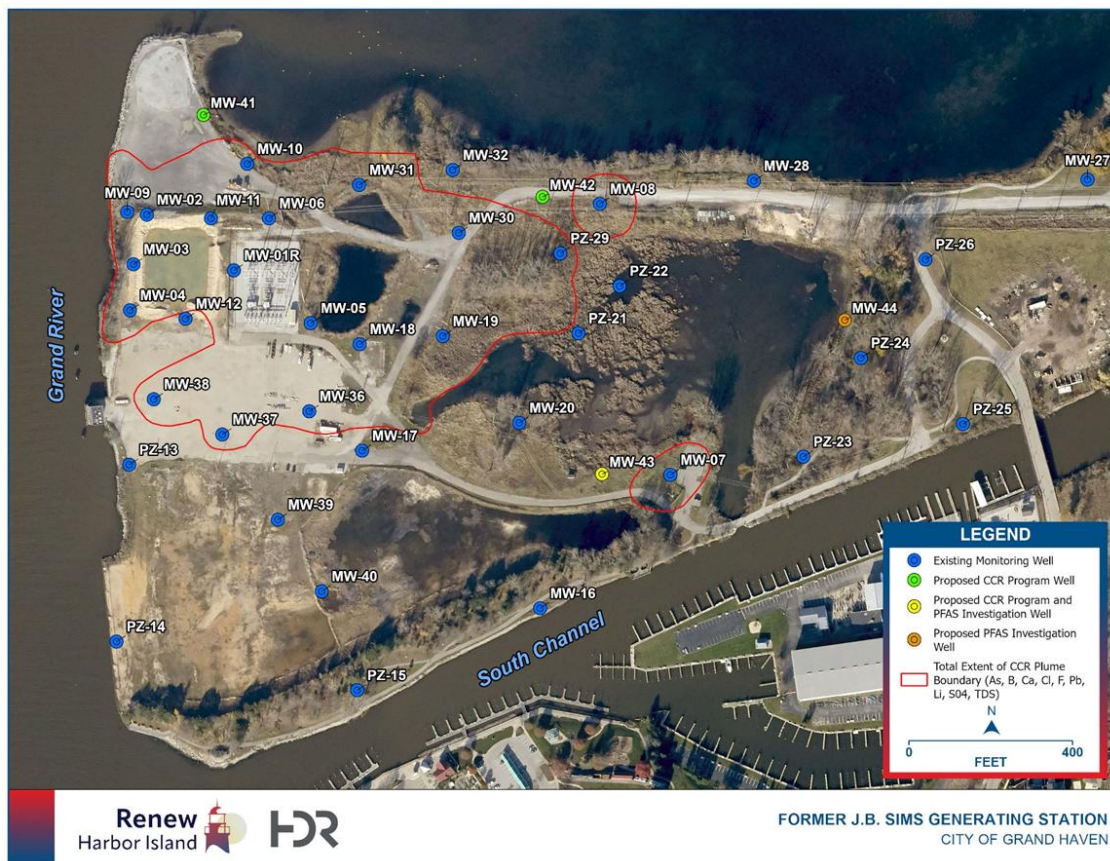 MW-41
MW-10
MW-32
MW-31
MW-42
MW-08
MW-28
MW-27
MW-09
MW-02
MW-11
MW-06
MW-30
PZ-29
PZ-26
MW-03
MW-01R
PZ-22
MW-04
MW-12
MW-05
MW-18
MW-19
PZ-21
MW-44
PZ-24
Grand River
MW-38
MW-36
MW-37
MW-20
PZ-25
PZ-13
MW-17
MW-43
MW-07
PZ-23
MW-39
MW-40
MW-16
South Channel
PZ-14
PZ-15
LEGEND
Existing Monitoring Well
Proposed CCR Program Well
Proposed CCR Program and
PFAS Investigation Well
Proposed PFAS Investigation
Well
Total Extent of CCR Plume
Boundary (As, B, Ca, Cl, F, Pb,
Li, S04, TDS)
N
0 400
FEET
Renew
Harbor Island
HDR
FORMER J.B. SIMS GENERATING STATION
CITY OF GRAND HAVEN